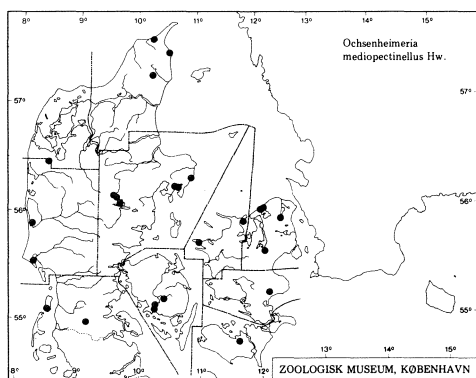 8° 9° 10° 11° 12° 13° 14° 15°
Ochsenheimeria
mediopectinellus Hw.
57° 57°
56° 56°
55° 55°
13° 14° 15°
8° 9° 10° 11° 12°
ZOOLOGISK MUSEUM, KØBENHAVN